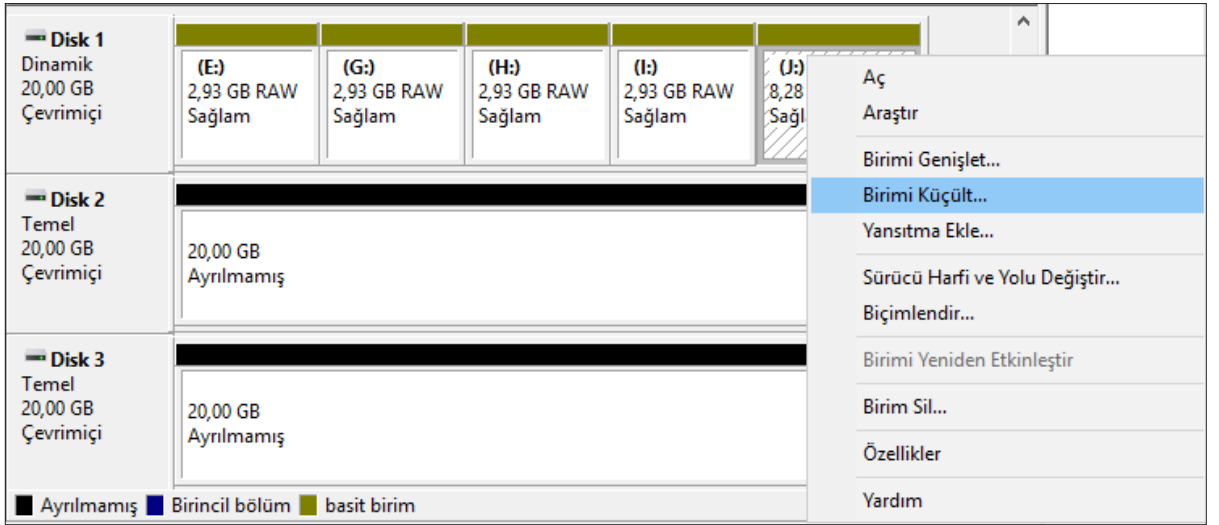 Disk 1
Dinamik
20,00 GB
Çevrimiçi
(E:)
2,93 GB RAW
Sağlam
(G:)
2,93 GB RAW
Sağlam
(H:)
2,93 GB RAW
Sağlam
(I:)
2,93 GB RAW
Sağlam
(J:)
8,28
Disk 2
Temel
20,00 GB
Çevrimiçi
20,00 GB
Ayrılmamış
Disk 3
Temel
20,00 GB
Çevrimiçi
20,00 GB
Ayrılmamış
Ayrılmamış Birincil bölüm basit birim
Aç
Araştır
Birimi Genişlet...
Birimi Küçült...
Yansıtma Ekle...
Sürücü Harfi ve Yolu Değiştir...
Biçimlendir...
Birimi Yeniden Etkinleştir
Birim Sil...
Özellikler
Yardım